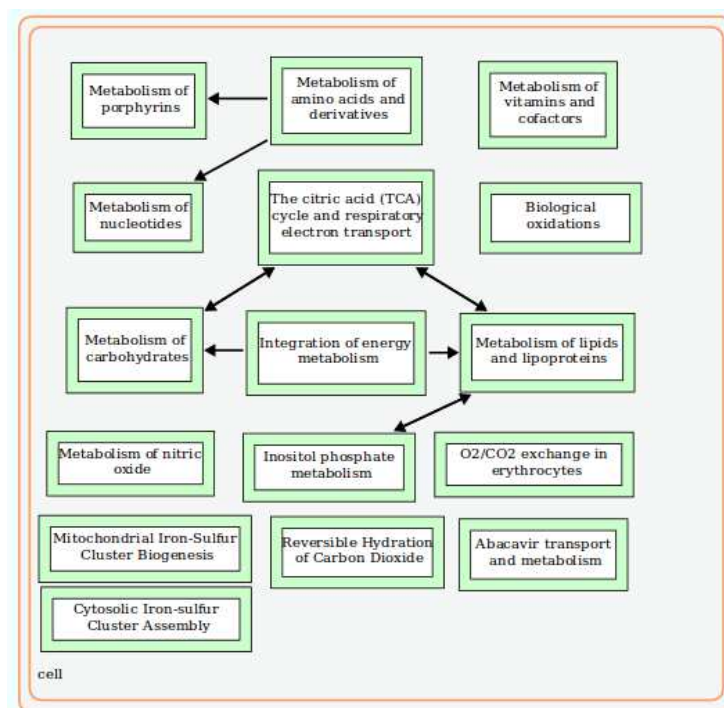 Metabolism of
porphyrins
Metabolism of
amino acids and
derivatives
Metabolism of
vitamins and
cofactors
Metabolism of
nucleotides
The citric acid (TCA)
cycle and respiratory
electron transport
Biological
oxidations
Metabolism of
carbohydrates
Integration of energy
metabolism
Metabolism of lipids
and lipoproteins
Metabolism of nitric
oxide
Inositol phosphate
metabolism
O2/CO2 exchange in
erythrocytes
Mitochondrial Iron-Sulfur
Cluster Biogenesis
Reversible Hydration
of Carbon Dioxide
Abacavir transport
and metabolism
Cytosolic Iron-sulfur
Cluster Assembly
cell